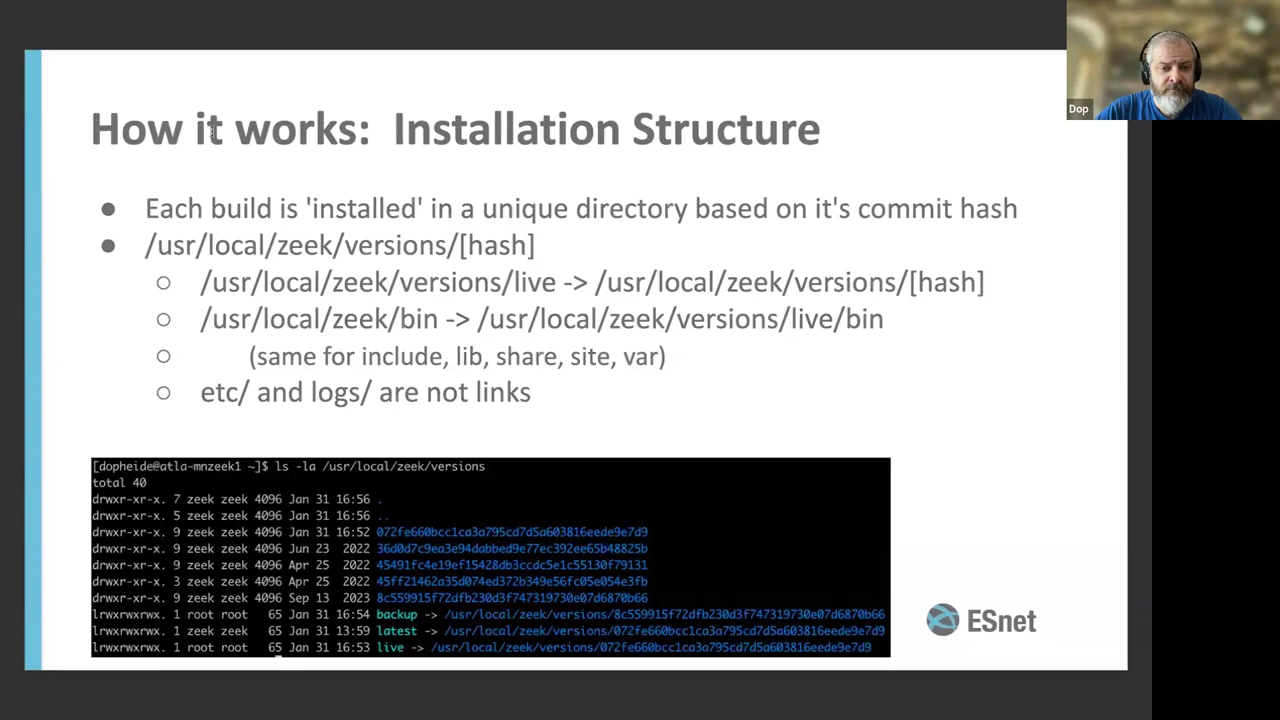 How it works: Installation Structure
● Each build is 'installed' in a unique directory based on it's commit hash
● /usr/local/zeek/versions/[hash]
○ /usr/local/zeek/versions/live -> /usr/local/zeek/versions/[hash]
○ /usr/local/zeek/bin -> /usr/local/zeek/versions/live/bin
○ (same for include, lib, share, site, var)
○ etc/ and logs/ are not links
[dopheide@atla-mnzeek1 ~]$ ls -la /usr/local/zeek/versions
total 40
drwxr-xr-x. 7 zeek zeek 4096 Jan 31 16:56 .
drwxr-xr-x. 5 zeek zeek 4096 Jan 31 16:56 ..
drwxr-xr-x. 9 zeek zeek 4096 Jan 31 16:52 072fe660bcc1ca3a795cd7d5a603816eede9e7d9
drwxr-xr-x. 9 zeek zeek 4096 Jun 23 2022 36d0d7c9ea3e94dabbed9e77ec392ee65b48825b
drwxr-xr-x. 9 zeek zeek 4096 Apr 25 2022 45491fc4e19ef15428db3ccdc5e1c55130f79131
drwxr-xr-x. 3 zeek zeek 4096 Apr 25 2022 45ff21462a35d074ed372b349e56fc05e054e3fb
drwxr-xr-x. 9 zeek zeek 4096 Sep 13 2023 8c559915f72dfb230d3f747319730e07d6870b66
lrwxrwxrwx. 1 root root 65 Jan 31 16:54 backup -> /usr/local/zeek/versions/8c559915f72dfb230d3f747319730e07d6870b66
lrwxrwxrwx. 1 zeek zeek 65 Jan 31 13:59 latest -> /usr/local/zeek/versions/072fe660bcc1ca3a795cd7d5a603816eede9e7d9
lrwxrwxrwx. 1 root root 65 Jan 31 16:53 live -> /usr/local/zeek/versions/072fe660bcc1ca3a795cd7d5a603816eede9e7d9
ESnet
Dop